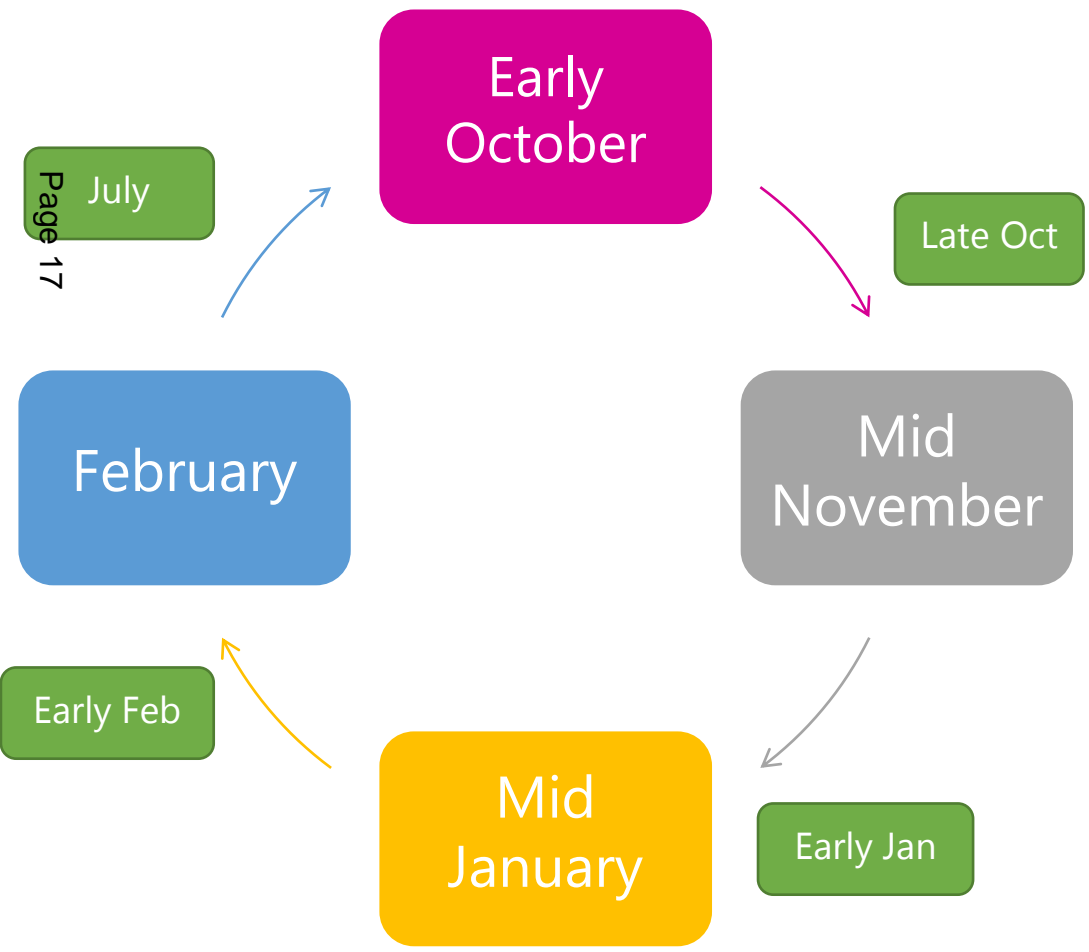 Early
October
July
Page 17
Late Oct
February
Mid
November
Early Feb
Mid
January
Early Jan